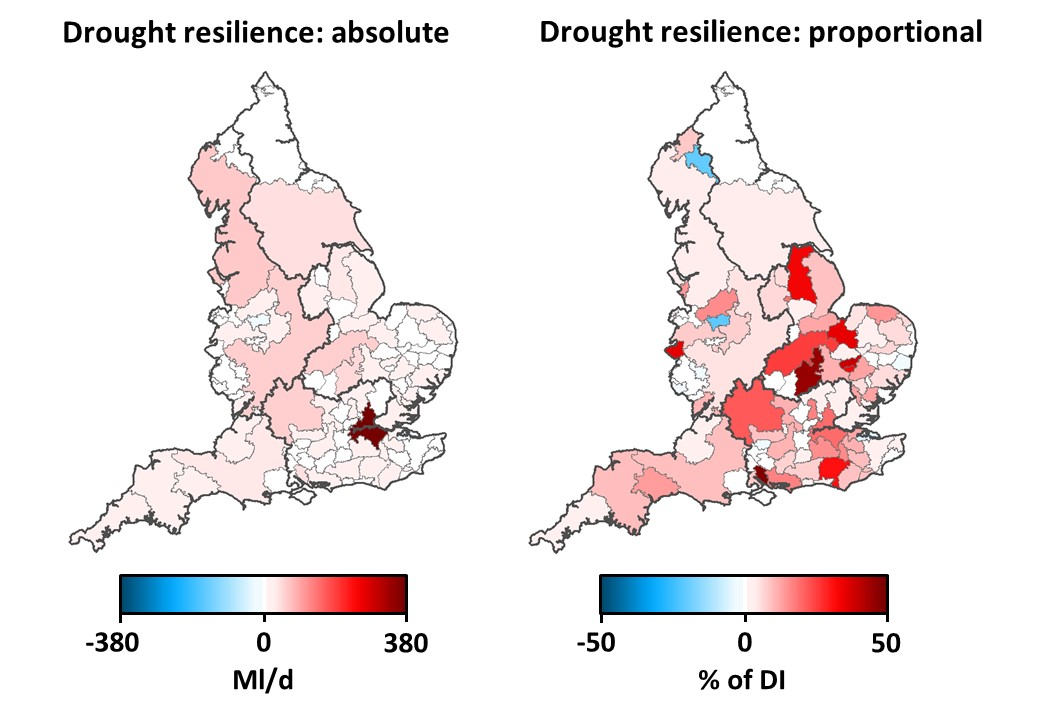 Drought resilience: absolute
Drought resilience: proportional
-380 0 380
Ml/d
-50 0 50
% of DI